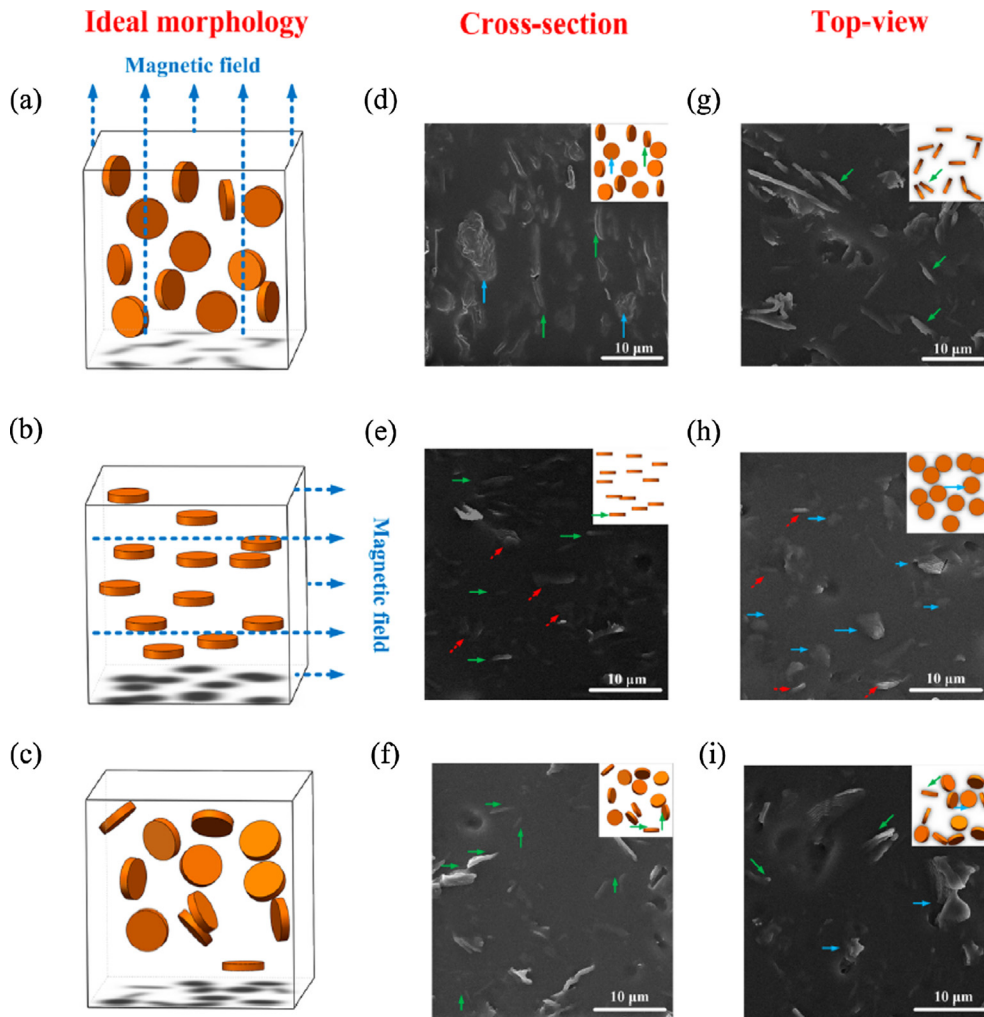 Ideal morphology
Cross-section
Top-view
Magnetic field
(a)
(d)
(g)
10 μm
10 μm
(b)
(e)
(h)
Magnetic field
10 μm
10 μm
(c)
(f)
(i)
10 μm
10 μm